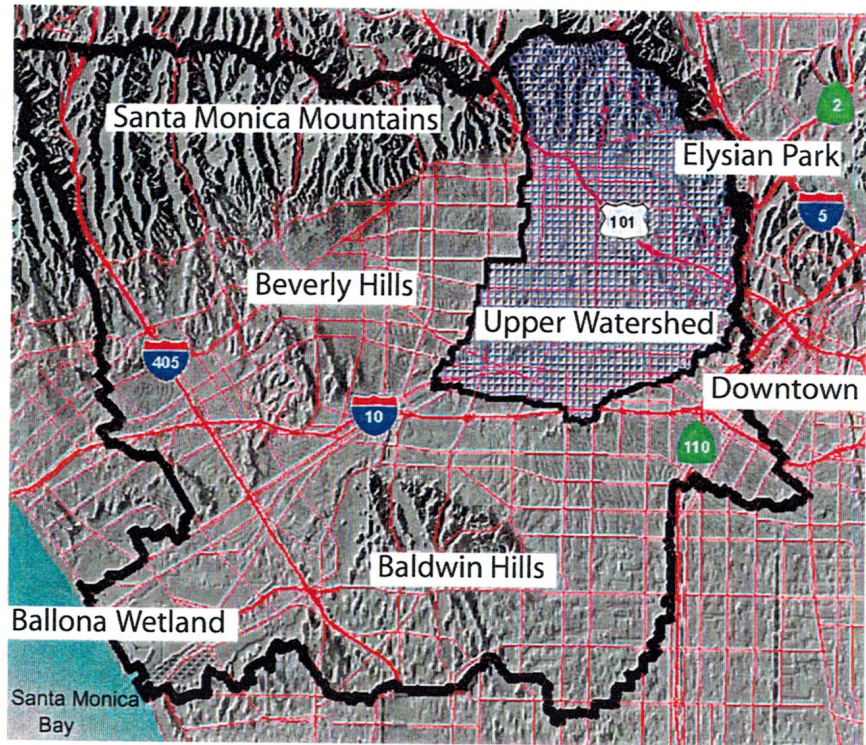 Santa Monica Mountains
2
Elysian Park
5
101
Beverly Hills
Upper Watershed
405
10
Downtown
110
Baldwin Hills
Ballona Wetland
Santa Monica
Bay